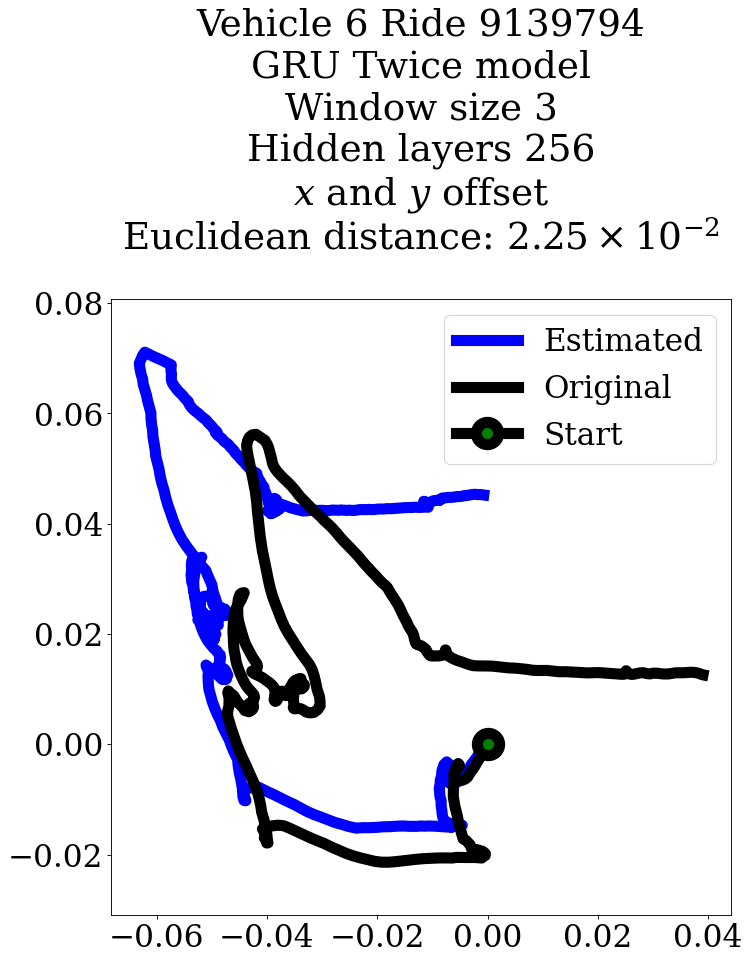 Vehicle 6 Ride 9139794
GRU Twice model
Window size 3
Hidden layers 256
x and y offset
Euclidean distance: 2.25 × 10⁻²
Estimated
Original
Start
0.08
0.06
0.04
0.02
0.00
−0.02
−0.06 −0.04 −0.02 0.00 0.02 0.04